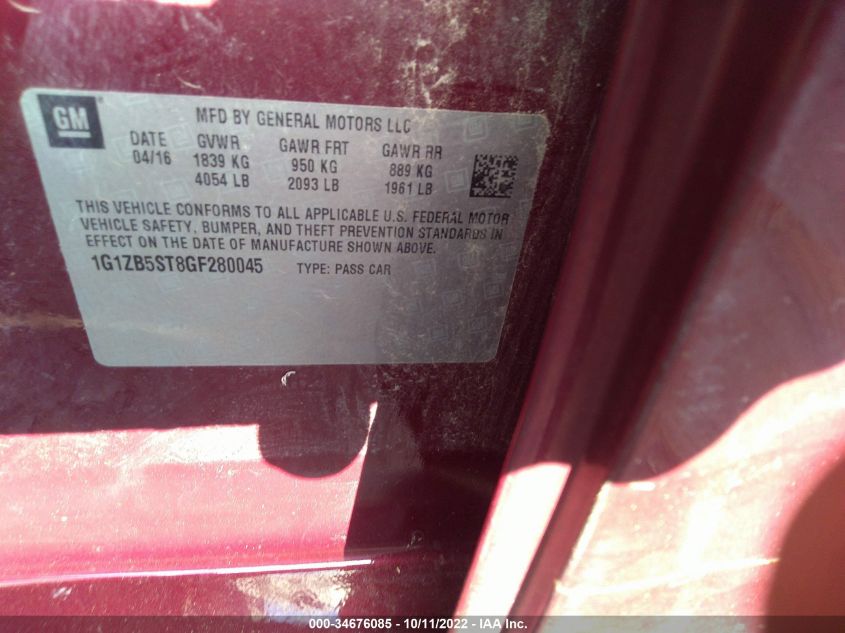 GM
MFD BY GENERAL MOTORS LLC
DATE GVWR GAWR FRT GAWR RR
04/16 1839 KG 950 KG 889 KG
4054 LB 2093 LB 1961 LB
THIS VEHICLE CONFORMS TO ALL APPLICABLE U.S. FEDERAL MOTOR
VEHICLE SAFETY, BUMPER, AND THEFT PREVENTION STANDARDS IN
EFFECT ON THE DATE OF MANUFACTURE SHOWN ABOVE.
1G1ZB5ST8GF280045 TYPE: PASS CAR
000-34676085 - 10/11/2022 - IAA Inc.